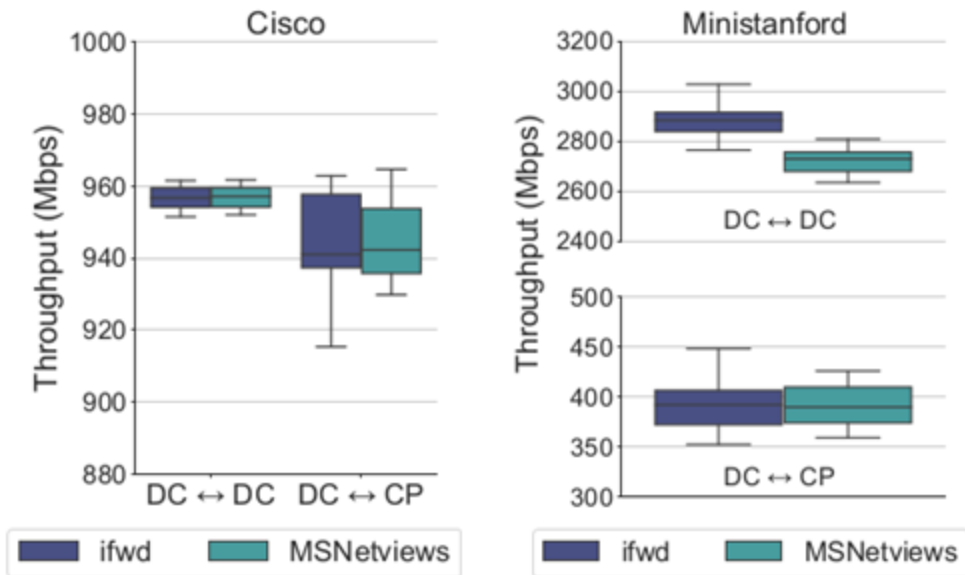 Cisco
Throughput (Mbps)
1000
980
960
940
920
900
880
DC ↔ DC DC ↔ CP
ifwd MSNetviews
Ministanford
Throughput (Mbps)
3200
3000
2800
2600
2400
DC ↔ DC
500
450
400
350
300
DC ↔ CP
ifwd MSNetviews